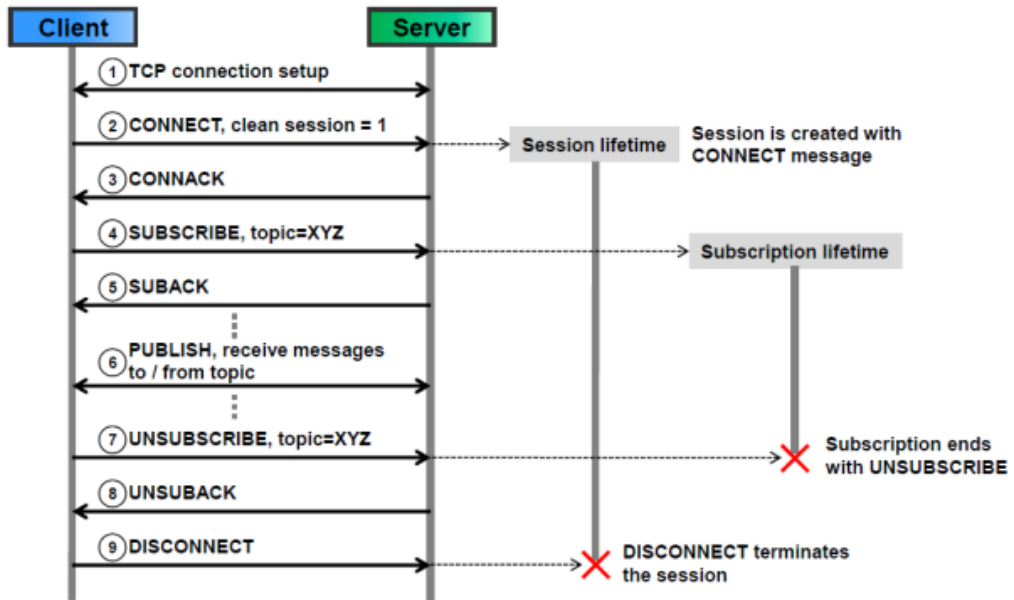 Client
Server
1 TCP connection setup
2 CONNECT, clean session = 1
Session lifetime
Session is created with
CONNECT message
3 CONNACK
4 SUBSCRIBE, topic=XYZ
Subscription lifetime
5 SUBACK
6 PUBLISH, receive messages
to / from topic
7 UNSUBSCRIBE, topic=XYZ
Subscription ends
with UNSUBSCRIBE
8 UNSUBACK
9 DISCONNECT
DISCONNECT terminates
the session